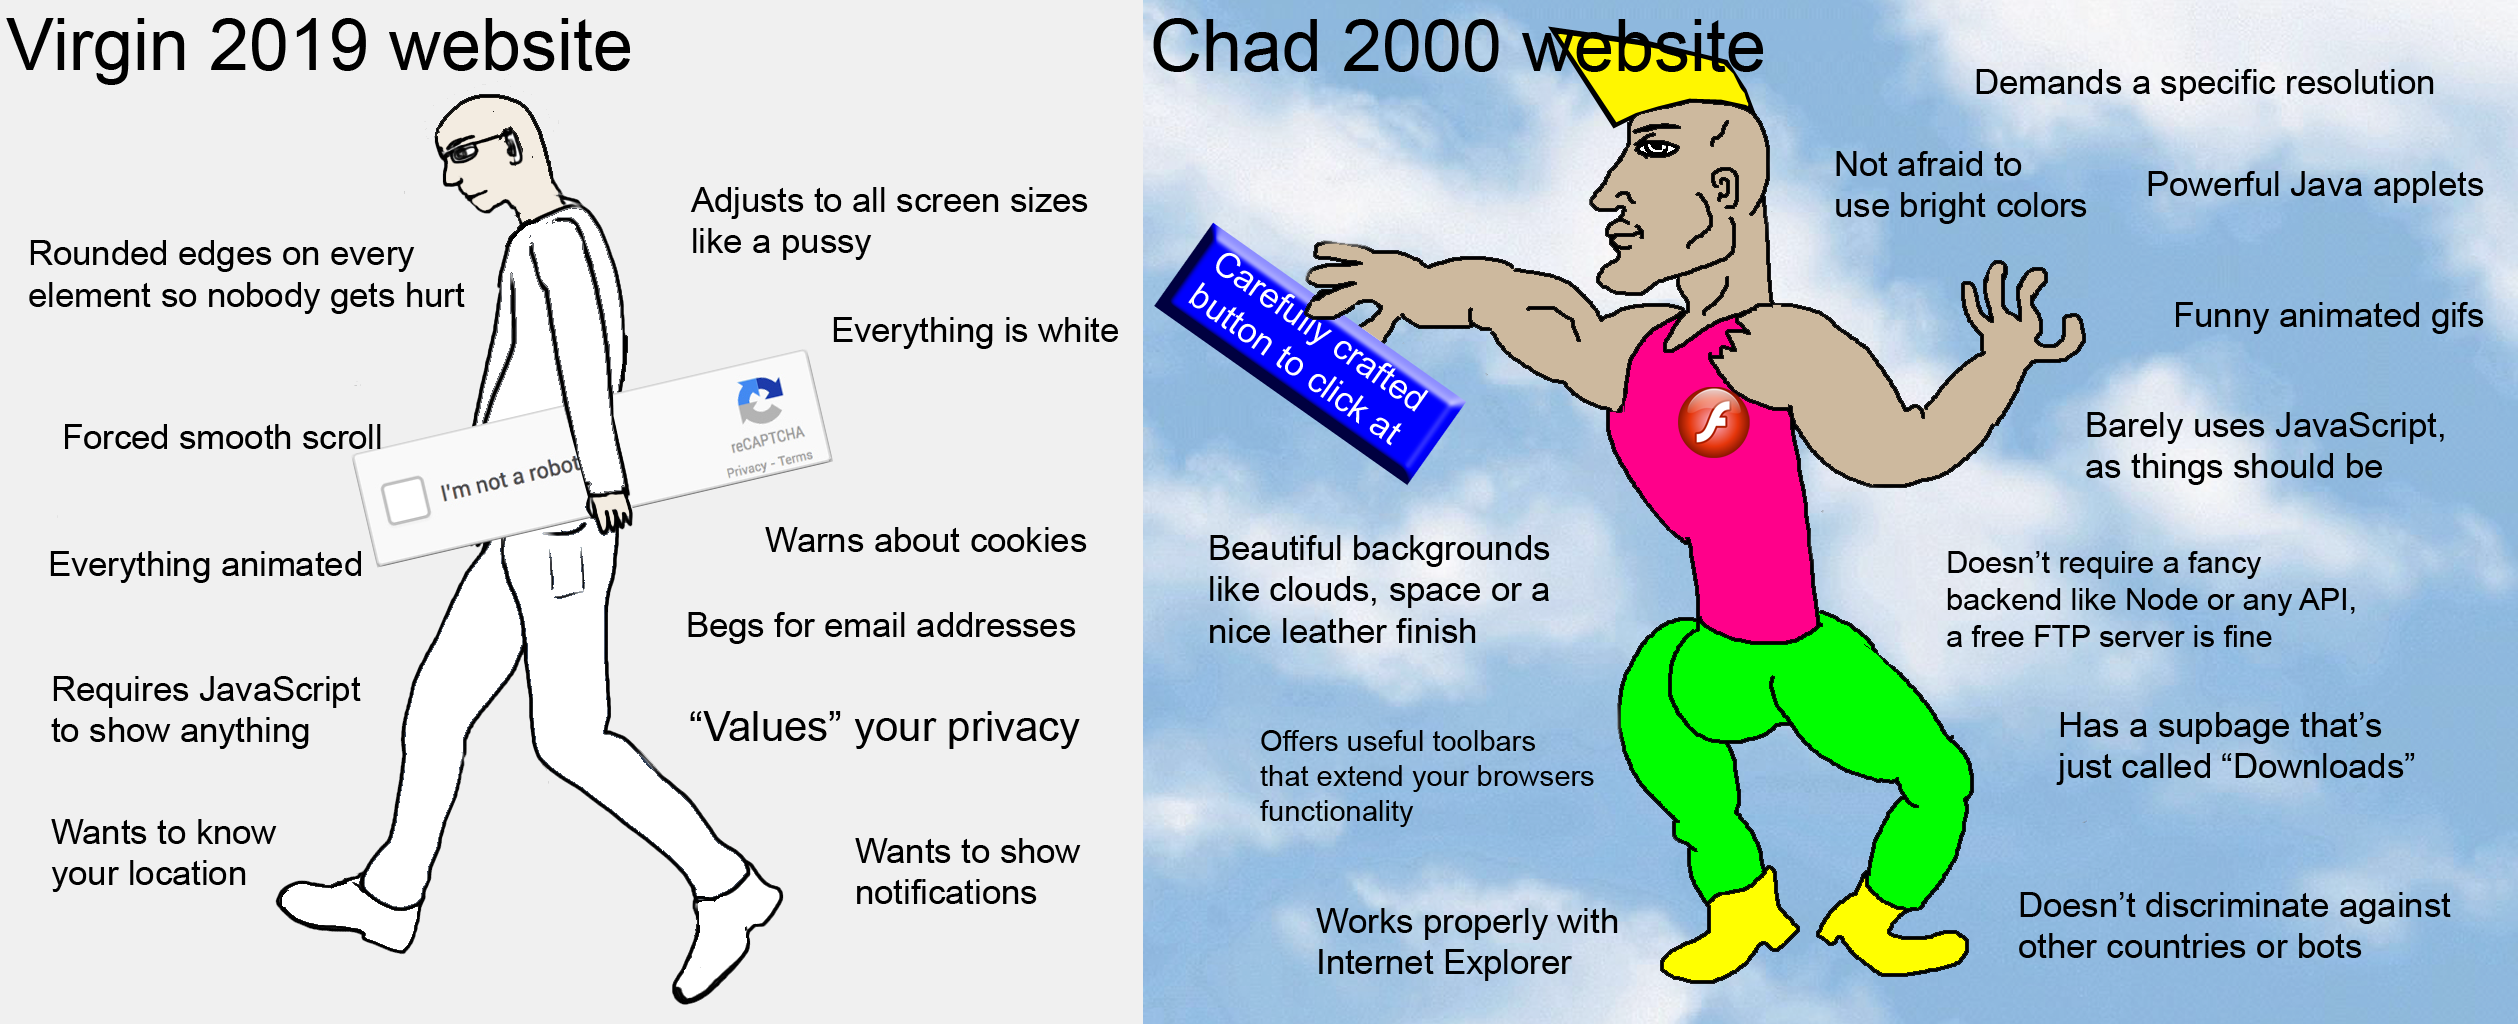 Virgin 2019 website
Adjusts to all screen sizes
like a pussy
Rounded edges on every
element so nobody gets hurt
Everything is white
Forced smooth scroll
I'm not a robot
reCAPTCHA
Privacy - Terms
Everything animated
Warns about cookies
Begs for email addresses
Requires JavaScript
to show anything
“Values” your privacy
Wants to know
your location
Wants to show
notifications
Chad 2000 website
Demands a specific resolution
Not afraid to
use bright colors
Powerful Java applets
Carefully crafted
button to click at
Funny animated gifs
Barely uses JavaScript,
as things should be
Beautiful backgrounds
like clouds, space or a
nice leather finish
Doesn’t require a fancy
backend like Node or any API,
a free FTP server is fine
Offers useful toolbars
that extend your browsers
functionality
Has a supbage that’s
just called “Downloads”
Works properly with
Internet Explorer
Doesn’t discriminate against
other countries or bots